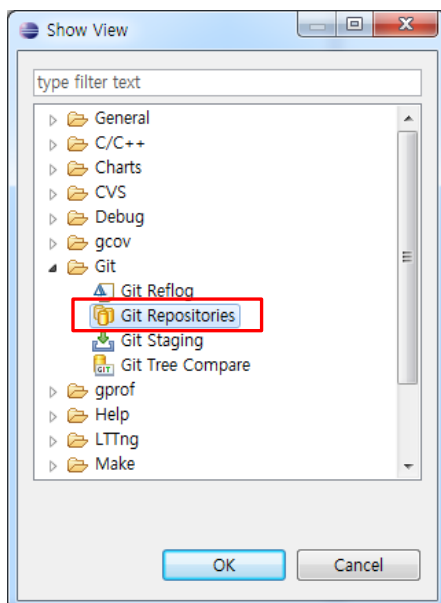 Show View
type filter text
General
C/C++
Charts
CVS
Debug
gcov
Git
Git Reflog
Git Repositories
Git Staging
GIT Git Tree Compare
gprof
Help
LTTng
Make
OK Cancel